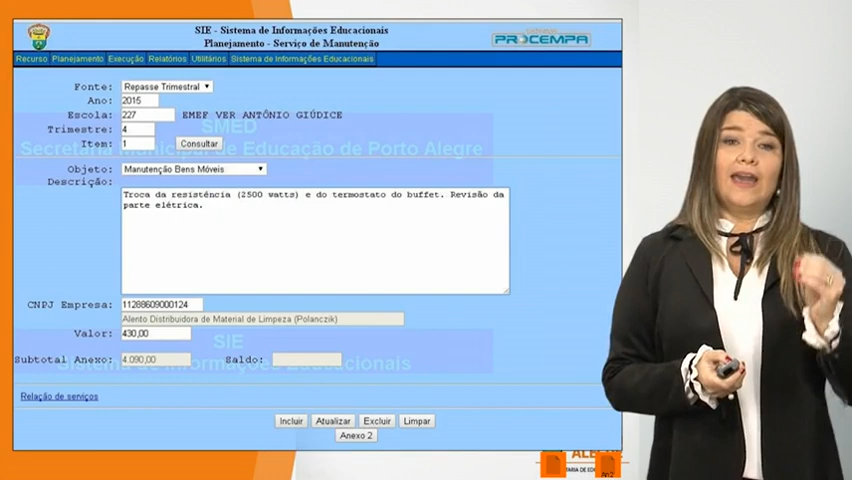 SIE - Sistema de Informações Educacionais
Planejamento - Serviço de Manutenção
PROCEMPA
Recurso Planejamento Execução Relatórios Utilitários Sistema de Informações Educacionais
Fonte: Repasse Trimestral
Ano: 2015
Escola: 227 EMEF VER ANTÔNIO GIÚDICE
SMED
Trimestre: 4
Item: 1 Consultar
Secretaria Municipal de Educação de Porto Alegre
Objeto: Manutenção Bens Móveis
Descrição:
Troca da resistência (2500 watts) e do termostato do buffet. Revisão da
parte elétrica.
CNPJ Empresa: 11288609000124
Alento Distribuidora de Material de Limpeza (Polanczik)
Valor: 430,00
SIE
Subtotal Anexo: 4.090,00 Saldo:
Sistema de Informações Educacionais
Relação de serviços
Incluir Atualizar Excluir Limpar
Anexo 2